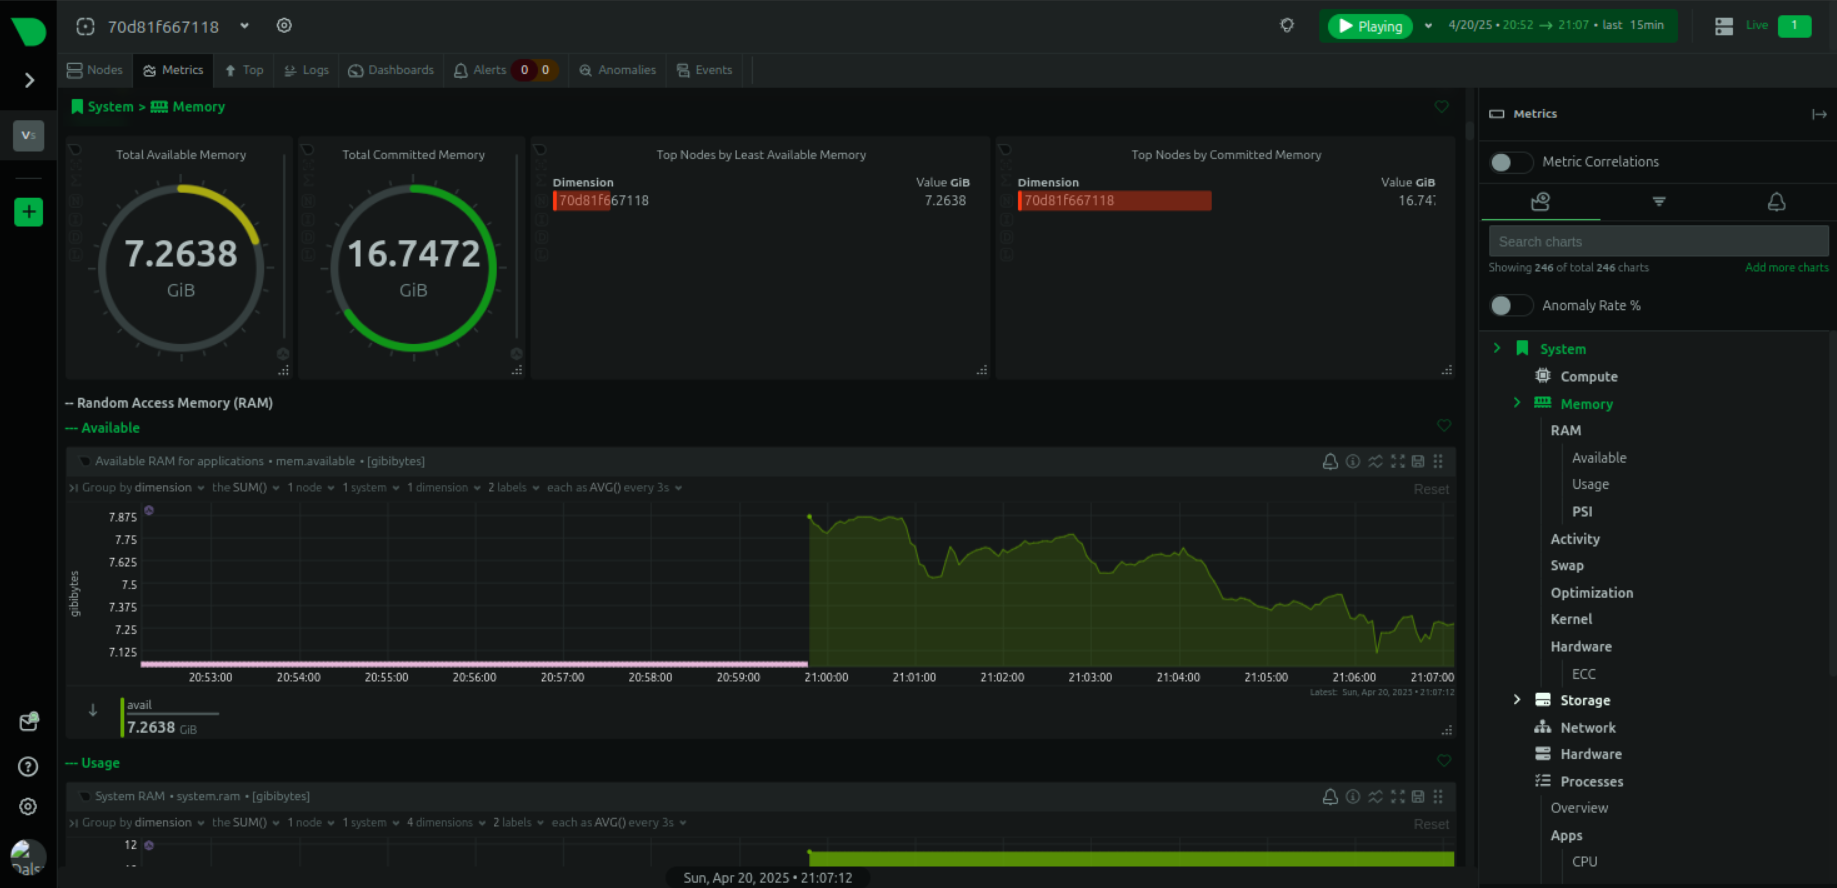 70d81f667118
Playing 4/20/25 • 20:52 → 21:07 • last 15min Live 1
Nodes Metrics Top Logs Dashboards Alerts 0 0 Anomalies Events
System > Memory
Vs
Total Available Memory
7.2638
GiB
Total Committed Memory
16.7472
GiB
Top Nodes by Least Available Memory
Dimension Value GiB
70d81f667118 7.2638
Top Nodes by Committed Memory
Dimension Value GiB
70d81f667118 16.74
-- Random Access Memory (RAM)
--- Available
Available RAM for applications • mem.available • [gibibytes]
Group by dimension the SUM() 1 node 1 system 1 dimension 2 labels each as AVG() every 3s Reset
gibibytes
7.875
7.75
7.625
7.5
7.375
7.25
7.125
20:53:00 20:54:00 20:55:00 20:56:00 20:57:00 20:58:00 20:59:00 21:00:00 21:01:00 21:02:00 21:03:00 21:04:00 21:05:00 21:06:00 21:07:00
Latest: Sun, Apr 20, 2025 • 21:07:12
avail
7.2638 GiB
--- Usage
System RAM • system.ram • [gibibytes]
Group by dimension the SUM() 1 node 1 system 4 dimensions 2 labels each as AVG() every 3s Reset
12
Sun, Apr 20, 2025 • 21:07:12
Metrics
Metric Correlations
Search charts
Showing 246 of total 246 charts Add more charts
Anomaly Rate %
System
Compute
Memory
RAM
Available
Usage
PSI
Activity
Swap
Optimization
Kernel
Hardware
ECC
Storage
Network
Hardware
Processes
Overview
Apps
CPU